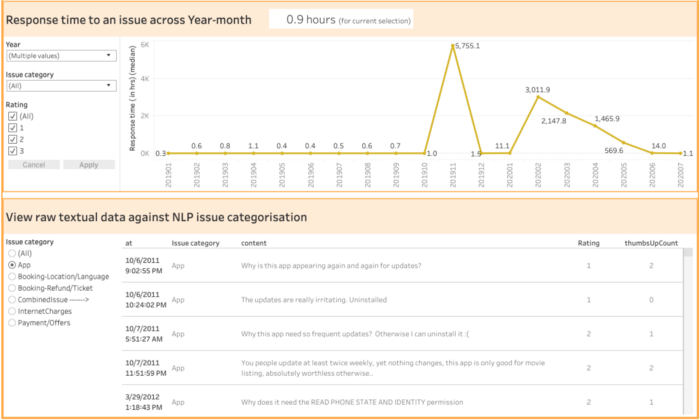 Response time to an issue across Year-month
0.9 hours (for current selection)
Year
(Multiple values)
Issue category
(All)
Rating
(All)
1
2
3
Cancel Apply
Response time ( in hrs) (median)
6K
4K
2K
0K
0.3 0.6 0.8 1.1 0.4 0.4 0.5 0.6 0.7 1.0 5,755.1 1.5 11.1 3,011.9 2,147.8 1,465.9 569.6 14.0 1.1
201901 201902 201903 201904 201905 201906 201907 201908 201909 201910 201911 201912 202001 202002 202003 202004 202005 202006 202007
View raw textual data against NLP issue categorisation
Issue category
(All)
App
Booking-Location/Language
Booking-Refund/Ticket
CombinedIssue ------>
InternetCharges
Payment/Offers
at Issue category content Rating thumbsUpCount
10/6/2011
9:02:55 PM App Why is this app appearing again and again for updates? 1 2
10/6/2011
10:24:02 PM App The updates are really irritating. Uninstalled 1 0
10/7/2011
5:51:27 AM App Why this app need so frequent updates? Otherwise I can uninstall it :( 2 1
10/7/2011
11:51:59 PM App You people update at least twice weekly, yet nothing changes, this app is only good for movie
listing, absolutely worthless otherwise.. 2 2
3/29/2012
1:18:43 PM App Why does it need the READ PHONE STATE AND IDENTITY permission 2 1